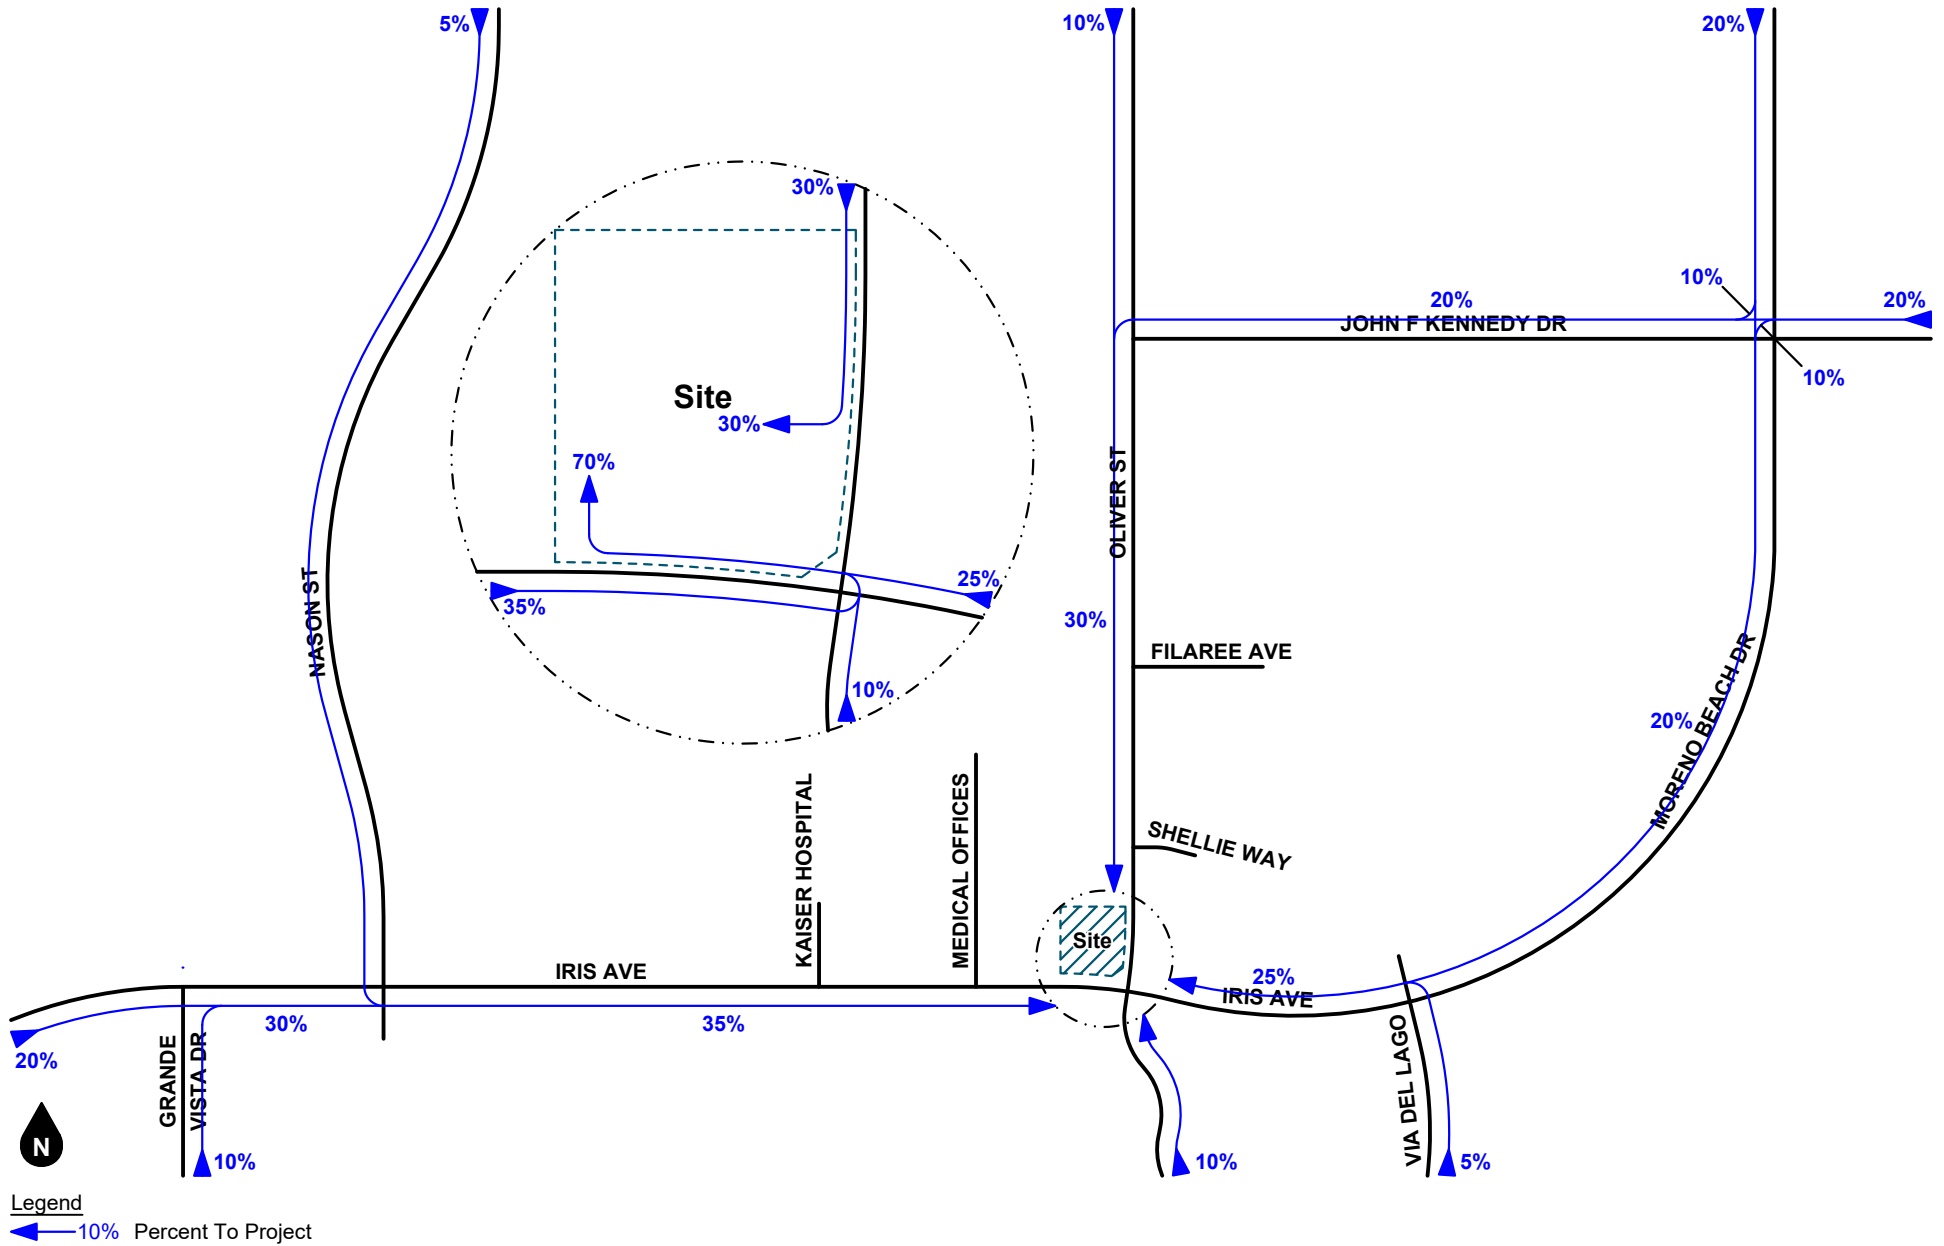 5%
10%
20%
30%
10%
20%
20%
JOHN F KENNEDY DR
10%
Site
30%
70%
OLIVER ST
25%
35%
NASON ST
30%
FILAREE AVE
10%
20%
MORENO BEACH DR
KAISER HOSPITAL
MEDICAL OFFICES
SHELLIE WAY
Site
IRIS AVE
25%
IRIS AVE
30%
35%
20%
GRANDE
VISTA DR
VIA DEL LAGO
N
10%
10%
5%
Legend
10% Percent To Project